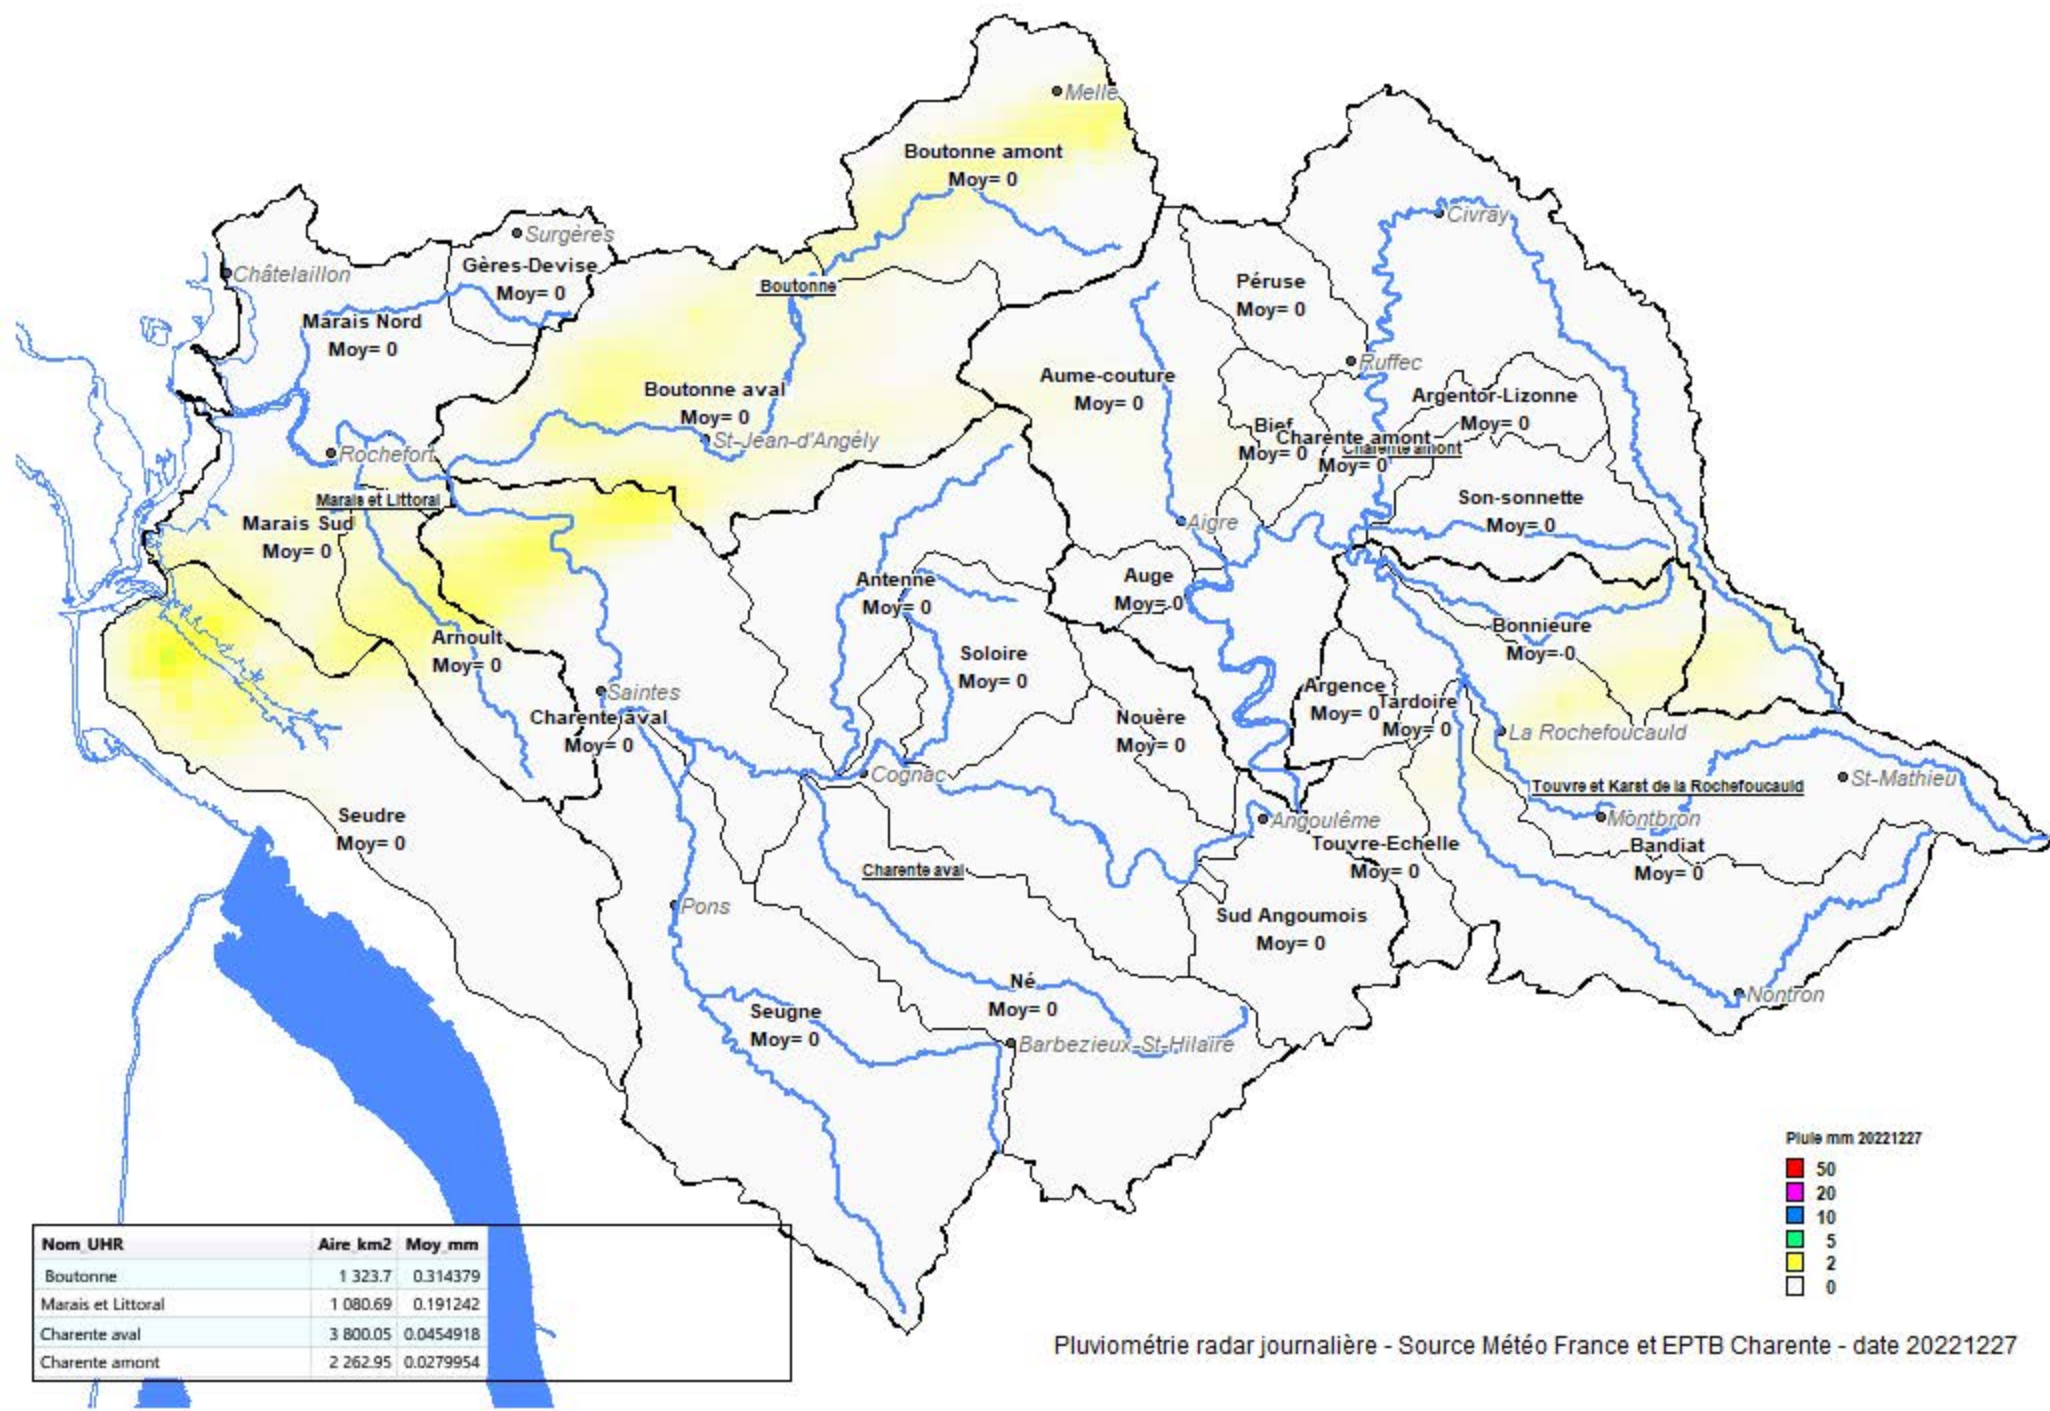 Melle
Boutonne amont
Moy= 0
Civray
Surgères
Châtelaillon
Gères-Devise
Moy= 0
Boutonne
Péruse
Moy= 0
Marais Nord
Moy= 0
Ruffec
Boutonne aval
Moy= 0
Aume-couture
Moy= 0
Argentor-Lizonne
Moy= 0
Bief
Moy= 0
Charente amont
Moy= 0
Charente amont
St-Jean-d'Angély
Rochefort
Marais et Littoral
Son-sonnette
Moy= 0
Marais Sud
Moy= 0
Aigre
Antenne
Moy= 0
Auge
Moy= 0
Bonnieure
Moy= 0
Arnoult
Moy= 0
Soloire
Moy= 0
Saintes
Argence
Moy= 0
Tardoire
Moy= 0
Charente aval
Moy= 0
Nouère
Moy= 0
La Rochefoucauld
Cognac
Touvre et Karst de la Rochefoucauld
St-Mathieu
Seudre
Moy= 0
Angoulême
Montbron
Touvre-Echelle
Moy= 0
Bandiat
Moy= 0
Charente aval
Pons
Sud Angoumois
Moy= 0
Né
Moy= 0
Nontron
Seugne
Moy= 0
Barbezieux-St-Hilaire
Pluie mm 20221227
50
20
10
5
2
0
Nom_UHR Aire_km2 Moy_mm
Boutonne 1 323.7 0.314379
Marais et Littoral 1 080.69 0.191242
Charente aval 3 800.05 0.0454918
Charente amont 2 262.95 0.0279954
Pluviométrie radar journalière - Source Météo France et EPTB Charente - date 20221227